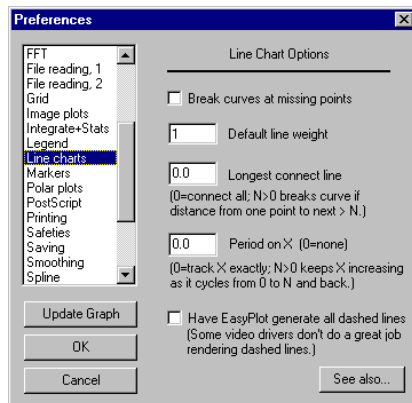 Preferences
FFT
File reading, 1
File reading, 2
Grid
Image plots
Integrate+Stats
Legend
Line charts
Markers
Polar plots
PostScript
Printing
Safeties
Saving
Smoothing
Spline
Update Graph
OK
Cancel
Line Chart Options
Break curves at missing points
1 Default line weight
0.0 Longest connect line
(0=connect all; N>0 breaks curve if
distance from one point to next > N.)
0.0 Period on X (0=none)
(0=track X exactly; N>0 keeps X increasing
as it cycles from 0 to N and back.)
Have EasyPlot generate all dashed lines
(Some video drivers don't do a great job
rendering dashed lines.)
See also...